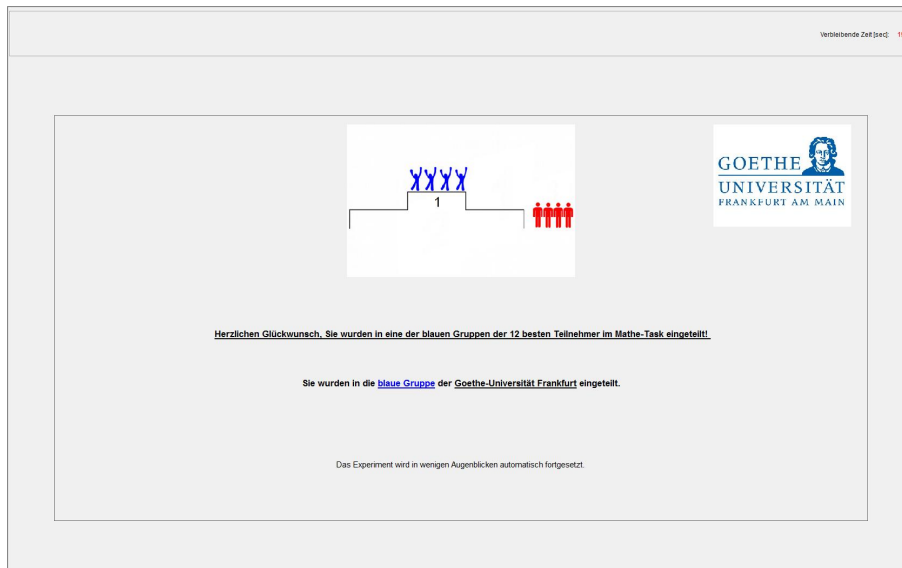 Verbleibende Zeit [sec]:
1
GOETHE
UNIVERSITÄT
FRANKFURT AM MAIN
Herzlichen Glückwunsch, Sie wurden in eine der blauen Gruppen der 12 besten Teilnehmer im Mathe-Task eingeteilt!
Sie wurden in die blaue Gruppe der Goethe-Universität Frankfurt eingeteilt.
Das Experiment wird in wenigen Augenblicken automatisch fortgesetzt.